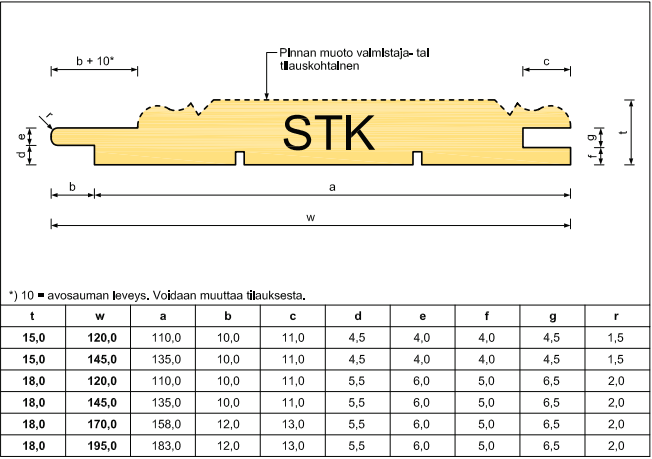 Pinnan muoto valmistaja- tai
tilauskohtainen
b + 10*
c
r
e
d
STK
g
f
t
b
a
w
*) 10 = avosauman leveys. Voidaan muuttaa tilauksesta.
t w a b c d e f g r
15,0 120,0 110,0 10,0 11,0 4,5 4,0 4,0 4,5 1,5
15,0 145,0 135,0 10,0 11,0 4,5 4,0 4,0 4,5 1,5
18,0 120,0 110,0 10,0 11,0 5,5 6,0 5,0 6,5 2,0
18,0 145,0 135,0 10,0 11,0 5,5 6,0 5,0 6,5 2,0
18,0 170,0 158,0 12,0 13,0 5,5 6,0 5,0 6,5 2,0
18,0 195,0 183,0 12,0 13,0 5,5 6,0 5,0 6,5 2,0